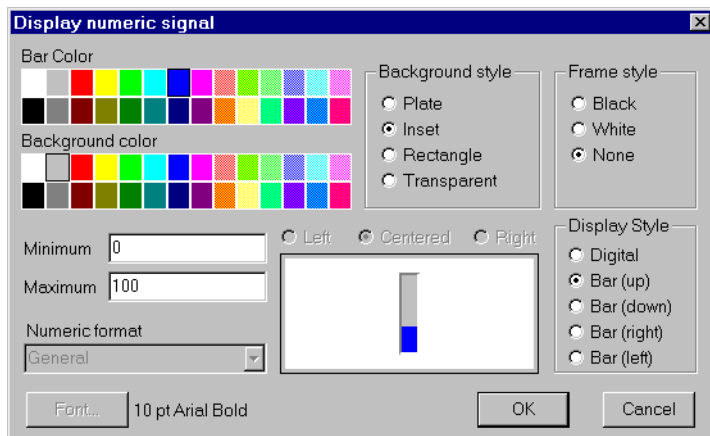 Display numeric signal
Bar Color
Background color
Background style
Plate
Inset
Rectangle
Transparent
Frame style
Black
White
None
Minimum 0
Maximum 100
Numeric format
General
Left Centered Right
Display Style
Digital
Bar (up)
Bar (down)
Bar (right)
Bar (left)
Font... 10 pt Arial Bold
OK Cancel